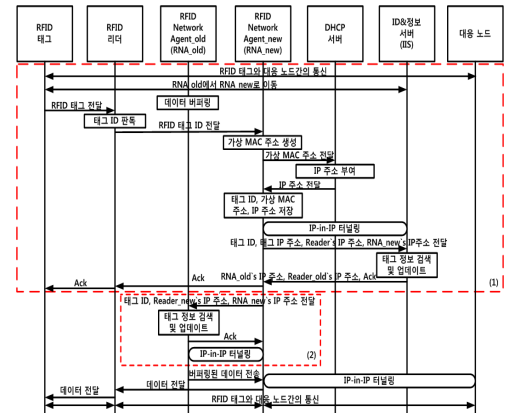 RFID
태그
RFID
리더
RFID
Network
Agent_old
(RNA_old)
RFID
Network
Agent_new
(RNA_new)
DHCP
서버
ID&정보
서버
(IIS)
대응 노드
RFID 태그와 대응 노드간의 통신
RNA_old에서 RNA_new로 이동
RFID 태그 전달
데이터 버퍼링
태그 ID 판독
RFID 태그 ID 전달
가상 MAC 주소 생성
가상 MAC 주소 전달
IP 주소 부여
IP 주소 전달
태그 ID, 가상 MAC
주소, IP 주소 저장
IP-in-IP 터널링
태그 ID, 태그 IP 주소, Reader`s IP 주소, RNA_new`s IP주소 전달
태그 정보 검색
및 업데이트
RNA_old`s IP 주소, Reader_old`s IP 주소, Ack
Ack
Ack
(1)
태그 ID, Reader_new`s IP 주소, RNA_new`s IP 주소 전달
태그 정보 검색
및 업데이트
Ack
IP-in-IP 터널링
(2)
버퍼링된 데이터 전송
IP-in-IP 터널링
데이터 전달
데이터 전달
RFID 태그와 대응 노드간의 통신